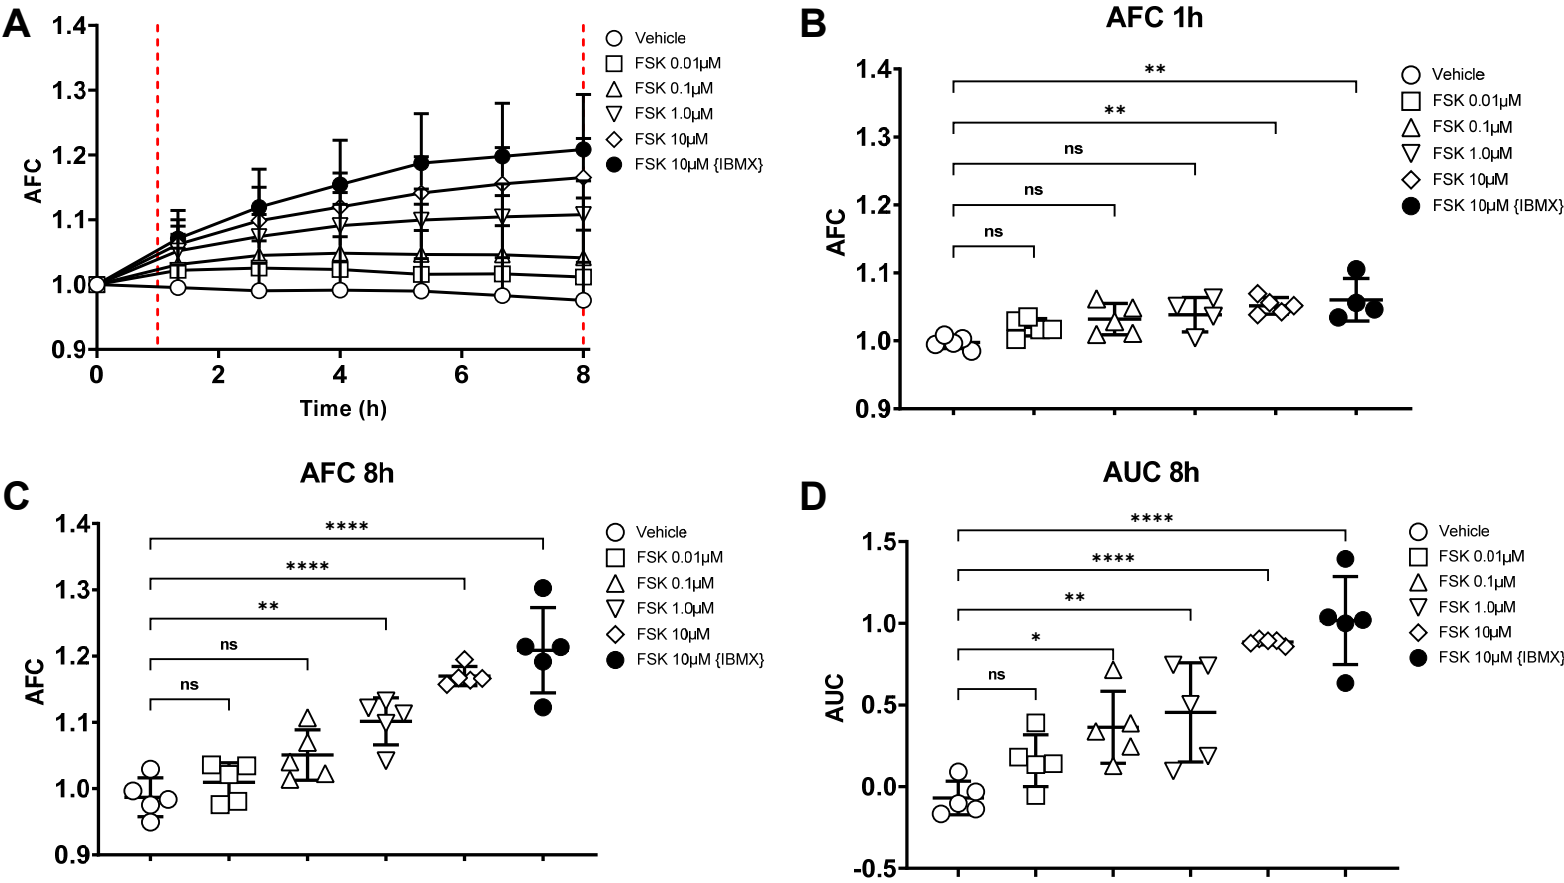 A
1.4
1.3
1.2
1.1
1.0
0.9
AFC
0
2
4
6
8
Time (h)
Vehicle
FSK 0.01µM
FSK 0.1µM
FSK 1.0µM
FSK 10µM
FSK 10µM {IBMX}
B
AFC 1h
1.4
1.3
1.2
1.1
1.0
0.9
AFC
**
**
ns
ns
ns
Vehicle
FSK 0.01µM
FSK 0.1µM
FSK 1.0µM
FSK 10µM
FSK 10µM {IBMX}
C
AFC 8h
1.4
1.3
1.2
1.1
1.0
0.9
AFC
****
****
**
ns
ns
Vehicle
FSK 0.01µM
FSK 0.1µM
FSK 1.0µM
FSK 10µM
FSK 10µM {IBMX}
D
AUC 8h
1.5
1.0
0.5
0.0
-0.5
AUC
****
****
**
*
ns
Vehicle
FSK 0.01µM
FSK 0.1µM
FSK 1.0µM
FSK 10µM
FSK 10µM {IBMX}